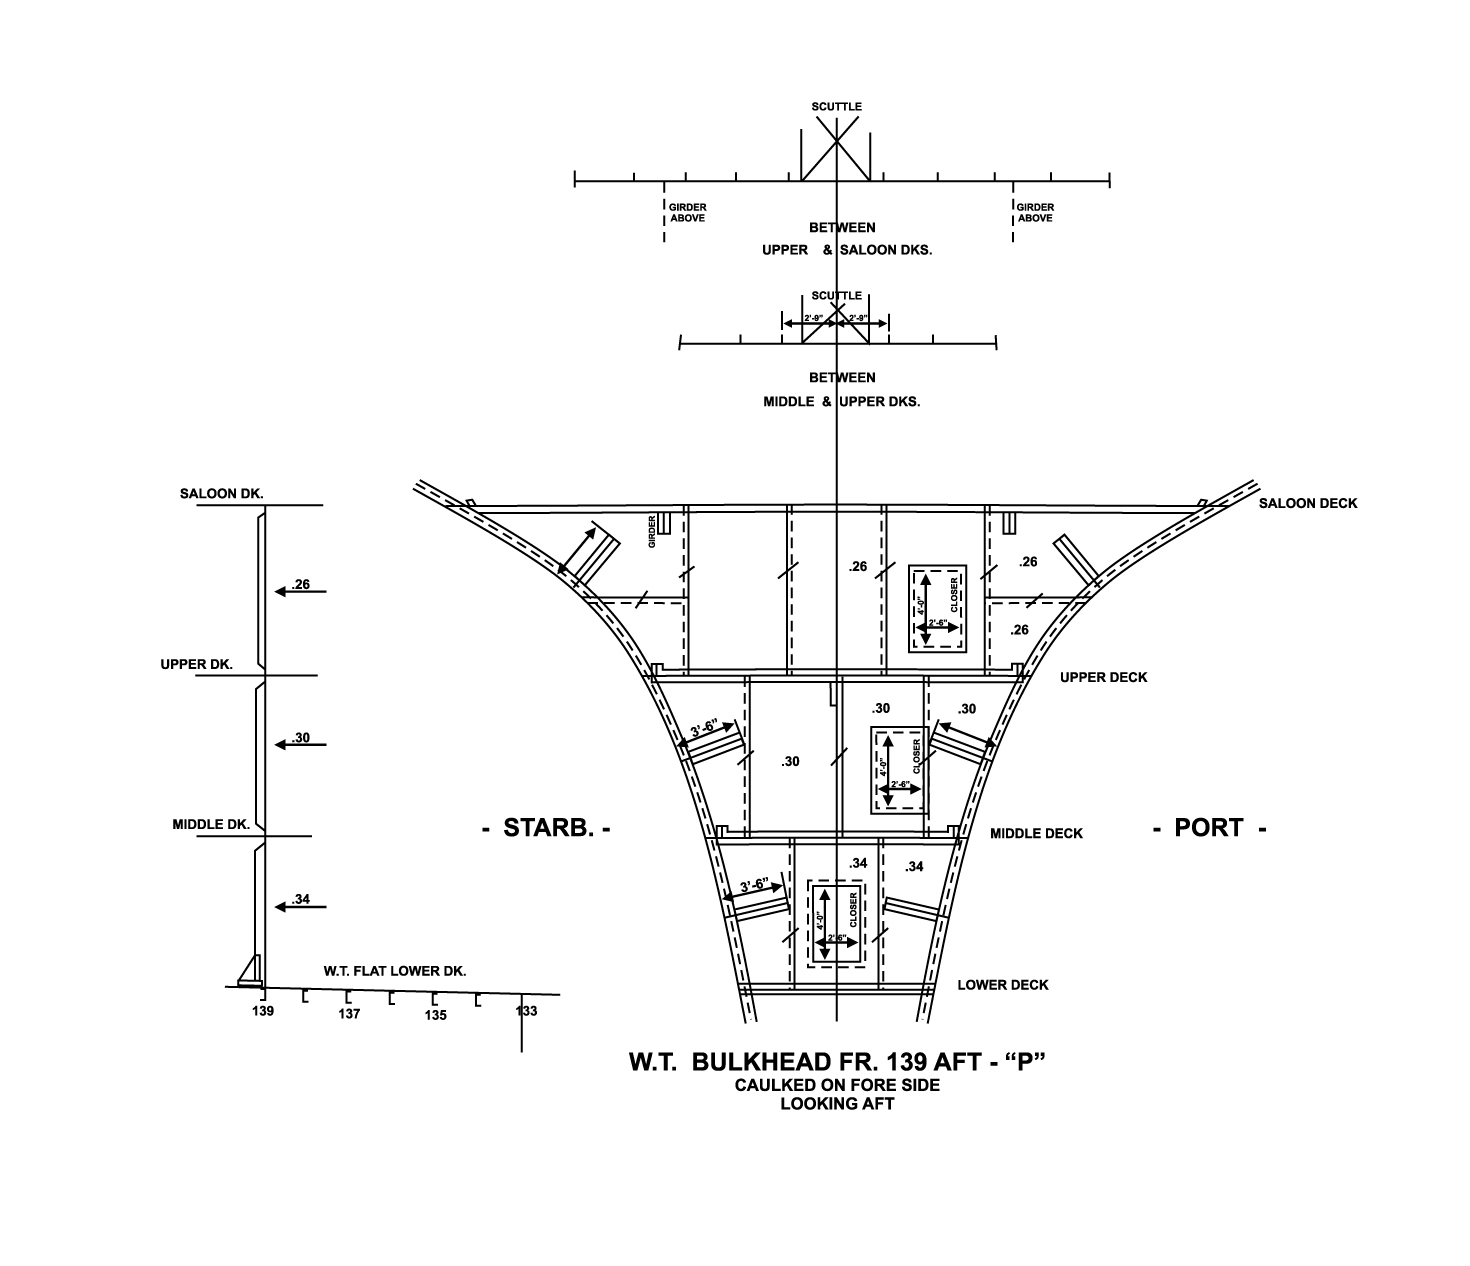 SCUTTLE
GIRDER
ABOVE
GIRDER
ABOVE
BETWEEN
UPPER & SALOON DKS.
SCUTTLE
2'-9" 2'-9"
BETWEEN
MIDDLE & UPPER DKS.
SALOON DK.
.26
UPPER DK.
.30
MIDDLE DK.
.34
W.T. FLAT LOWER DK.
139 137 135 133
SALOON DECK
GIRDER
.26
.26
CLOSER
4'-0"
2'-6"
.26
UPPER DECK
3'-6"
.30
.30
.30
CLOSER
4'-0"
2'-6"
- STARB. -
MIDDLE DECK
- PORT -
.34
.34
3'-6"
CLOSER
4'-0"
2'-6"
LOWER DECK
W.T. BULKHEAD FR. 139 AFT - “P”
CAULKED ON FORE SIDE
LOOKING AFT